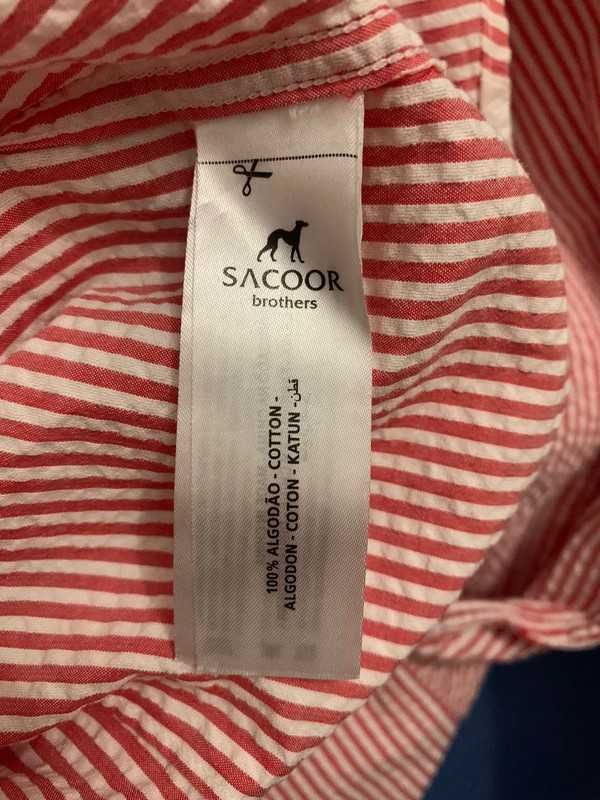 SACOOR
brothers
100% ALGODÃO - COTTON -
ALGODON - COTON - KATUN - قطن-